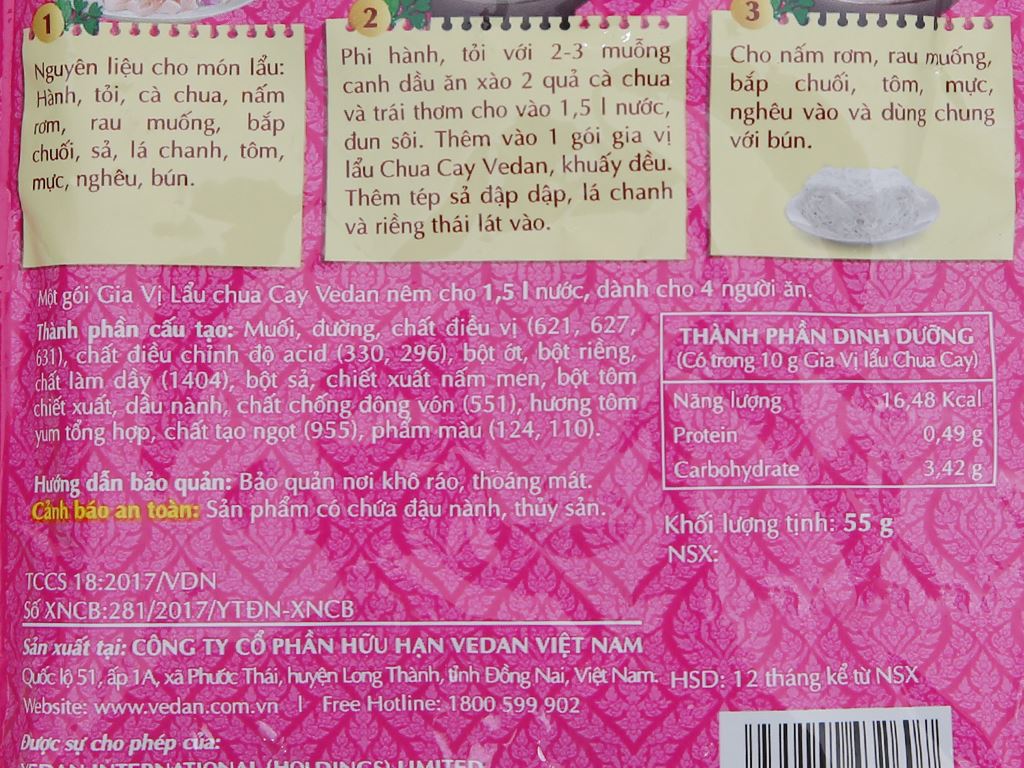 1
Nguyên liệu cho món lẩu:
Hành, tỏi, cà chua, nấm
rơm, rau muống, bắp
chuối, sả, lá chanh, tôm,
mực, nghêu, bún.
2
Phi hành, tỏi với 2-3 muỗng
canh dầu ăn xào 2 quả cà chua
và trái thơm cho vào 1,5 l nước,
đun sôi. Thêm vào 1 gói gia vị
lẩu Chua Cay Vedan, khuấy đều.
Thêm tép sả đập dập, lá chanh
và riềng thái lát vào.
3
Cho nấm rơm, rau muống,
bắp chuối, tôm, mực,
nghêu vào và dùng chung
với bún.
Một gói Gia Vị Lẩu chua Cay Vedan nêm cho 1,5 l nước, dành cho 4 người ăn.
Thành phần cấu tạo: Muối, đường, chất điều vị (621, 627,
631), chất điều chỉnh độ acid (330, 296), bột ớt, bột riềng,
chất làm dầy (1404), bột sả, chiết xuất nấm men, bột tôm
chiết xuất, dầu nành, chất chống đông vón (551), hương tôm
yum tổng hợp, chất tạo ngọt (955), phẩm màu (124, 110).
Hướng dẫn bảo quản: Bảo quản nơi khô ráo, thoáng mát.
Cảnh báo an toàn: Sản phẩm có chứa đậu nành, thủy sản.
THÀNH PHẦN DINH DƯỠNG
(Có trong 10 g Gia Vị lẩu Chua Cay)
Năng lượng 16,48 Kcal
Protein 0,49 g
Carbohydrate 3,42 g
Khối lượng tịnh: 55 g
NSX:
TCCS 18:2017/VDN
Số XNCB:281/2017/YTĐN-XNCB
Sản xuất tại: CÔNG TY CỔ PHẦN HỮU HẠN VEDAN VIỆT NAM
Quốc lộ 51, ấp 1A, xã Phước Thái, huyện Long Thành, tỉnh Đồng Nai, Việt Nam.
HSD: 12 tháng kể từ NSX
Website: www.vedan.com.vn | Free Hotline: 1800 599 902
Được sự cho phép của:
VEDAN INTERNATIONAL (HOLDINGS) LIMITED